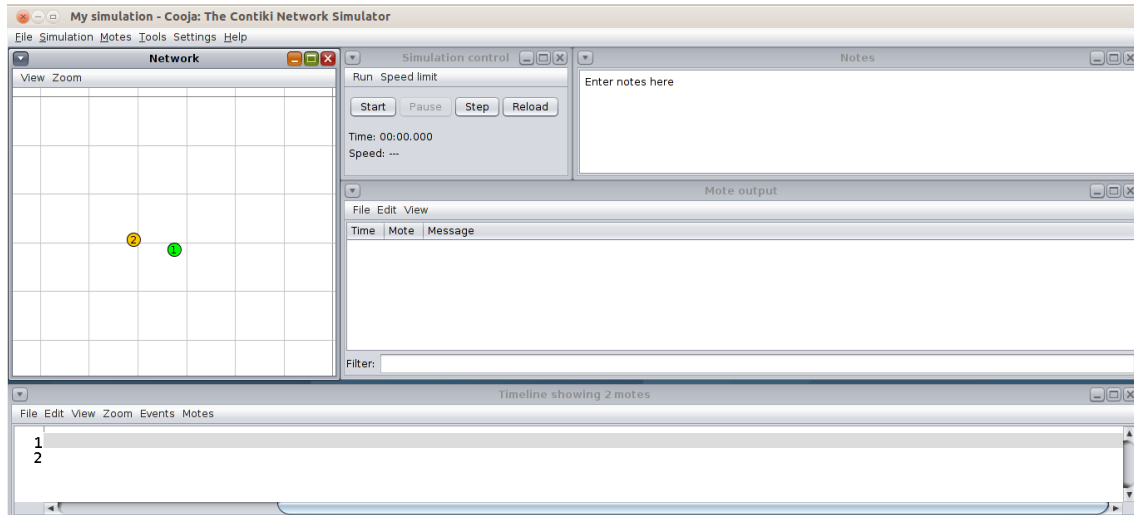 My simulation - Cooja: The Contiki Network Simulator
File Simulation Motes Tools Settings Help
Network
View Zoom
2
1
Simulation control
Run Speed limit
Start Pause Step Reload
Time: 00:00.000
Speed: ---
Notes
Enter notes here
Mote output
File Edit View
Time Mote Message
Filter:
Timeline showing 2 motes
File Edit View Zoom Events Motes
1
2